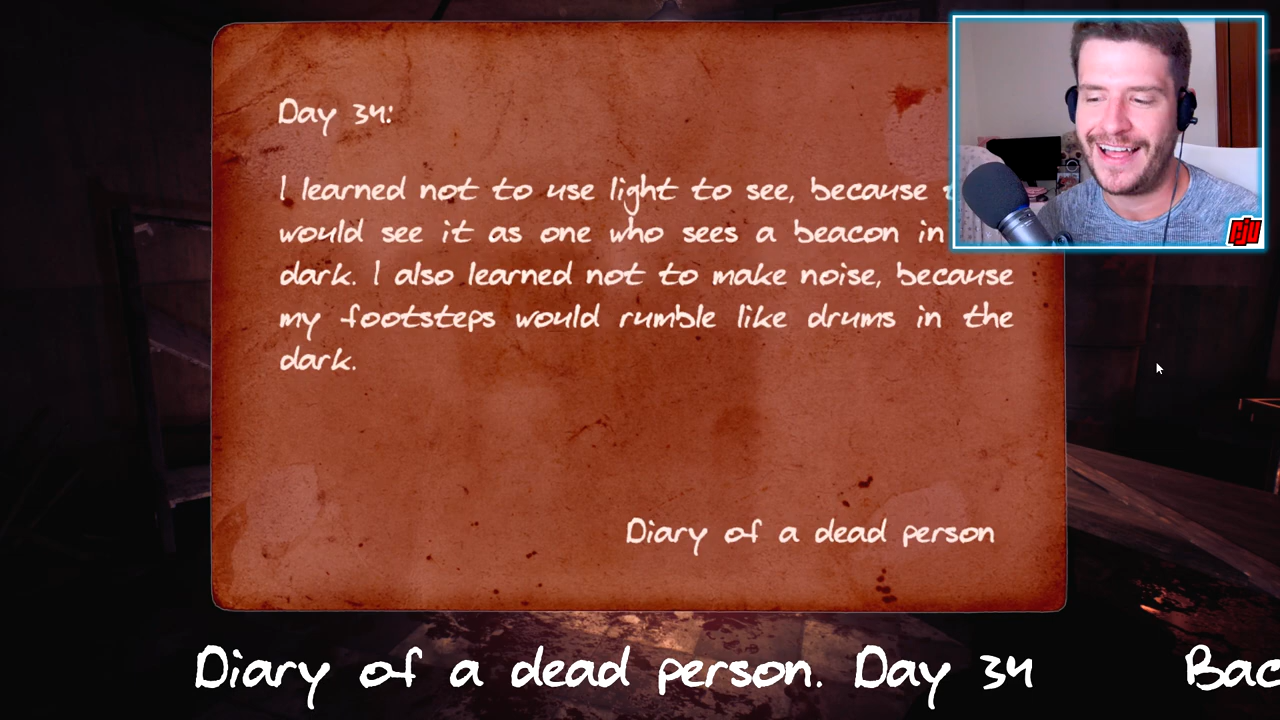 Day 34:
I learned not to use light to see, because
would see it as one who sees a beacon in
dark. I also learned not to make noise, because
my footsteps would rumble like drums in the
dark.
Diary of a dead person
Diary of a dead person. Day 34